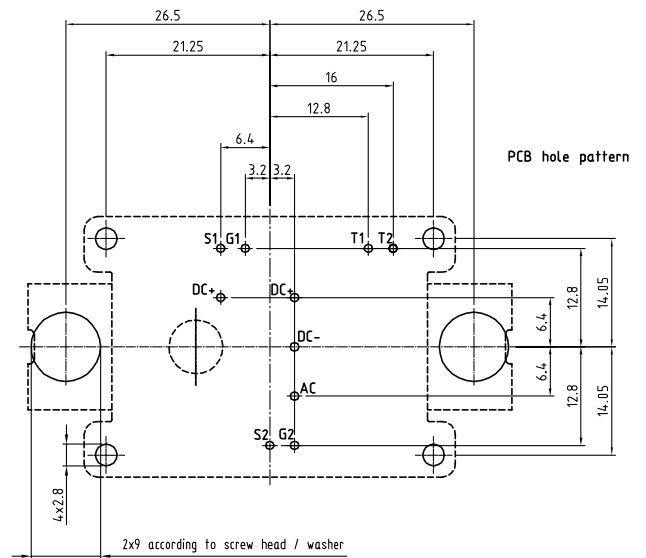 26.5 26.5
21.25 21.25
16
12.8
6.4
3.2 3.2
PCB hole pattern
S1 G1 T1 T2
DC+ DC+
DC-
AC
S2 G2
6.4 12.8 14.05
6.4 12.8 14.05
4x2.8
2x9 according to screw head / washer